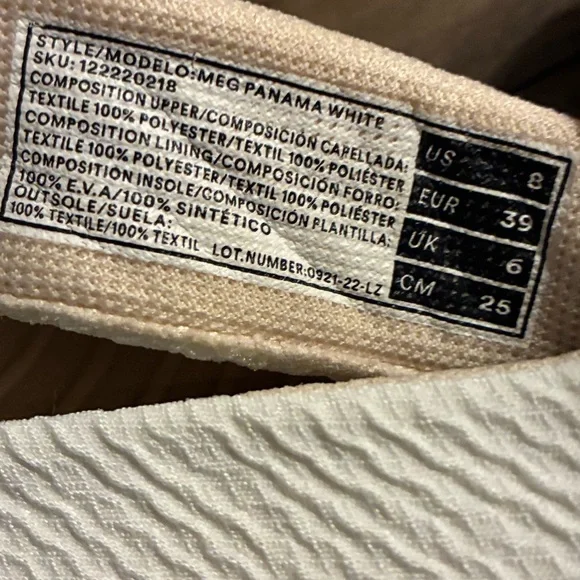 STYLE/MODELO:MEG PANAMA WHITE
SKU: 122220218
COMPOSITION UPPER/COMPOSICIÓN CAPELLADA:
TEXTILE 100% POLYESTER/TEXTIL 100% POLIÉSTER
COMPOSITION LINING/COMPOSICIÓN FORRO:
TEXTILE 100% POLYESTER/TEXTIL 100% POLIÉSTER
COMPOSITION INSOLE/COMPOSICIÓN PLANTILLA:
100% E.V.A/100% SINTÉTICO
OUTSOLE/SUELA:
100% TEXTILE/100% TEXTIL LOT.NUMBER:0921-22-LZ
US 8
EUR 39
UK 6
CM 25